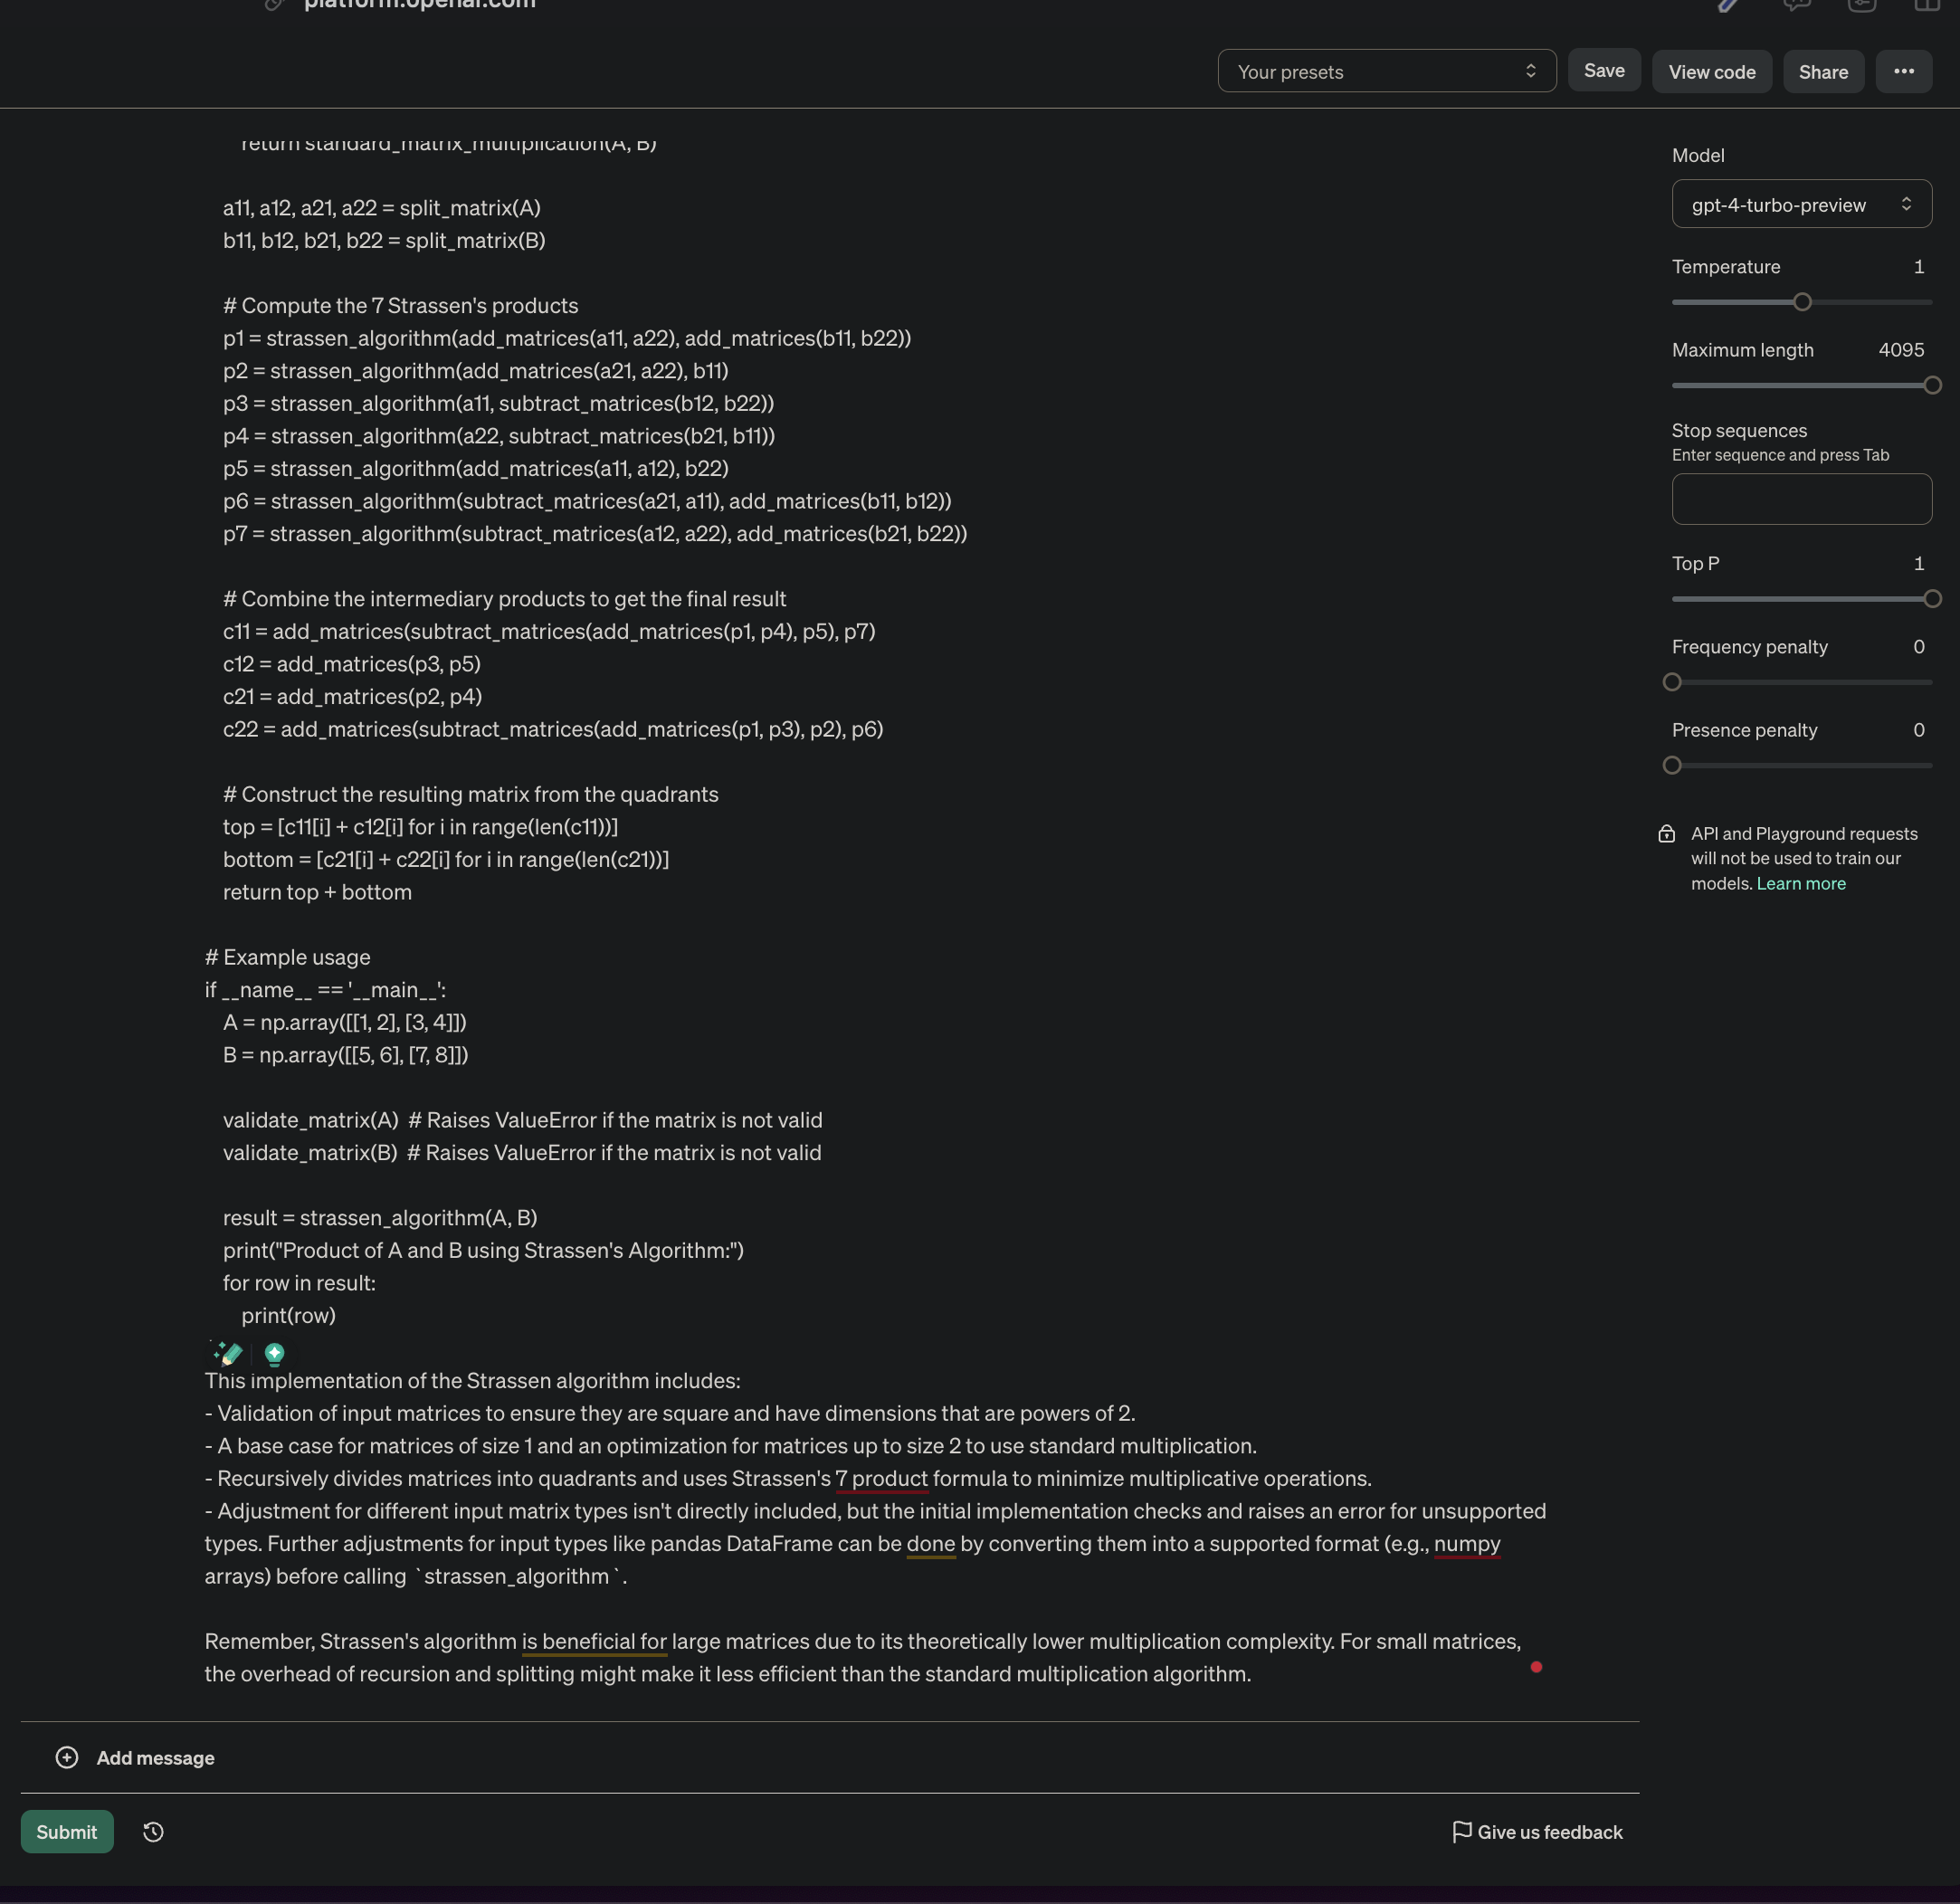 platform.openai.com
Your presets
Save
View code
Share
return standard_matrix_multiplication(A, B)
a11, a12, a21, a22 = split_matrix(A)
b11, b12, b21, b22 = split_matrix(B)
# Compute the 7 Strassen's products
p1 = strassen_algorithm(add_matrices(a11, a22), add_matrices(b11, b22))
p2 = strassen_algorithm(add_matrices(a21, a22), b11)
p3 = strassen_algorithm(a11, subtract_matrices(b12, b22))
p4 = strassen_algorithm(a22, subtract_matrices(b21, b11))
p5 = strassen_algorithm(add_matrices(a11, a12), b22)
p6 = strassen_algorithm(subtract_matrices(a21, a11), add_matrices(b11, b12))
p7 = strassen_algorithm(subtract_matrices(a12, a22), add_matrices(b21, b22))
# Combine the intermediary products to get the final result
c11 = add_matrices(subtract_matrices(add_matrices(p1, p4), p5), p7)
c12 = add_matrices(p3, p5)
c21 = add_matrices(p2, p4)
c22 = add_matrices(subtract_matrices(add_matrices(p1, p3), p2), p6)
# Construct the resulting matrix from the quadrants
top = [c11[i] + c12[i] for i in range(len(c11))]
bottom = [c21[i] + c22[i] for i in range(len(c21))]
return top + bottom
# Example usage
if __name__ == '__main__':
A = np.array([[1, 2], [3, 4]])
B = np.array([[5, 6], [7, 8]])
validate_matrix(A)  # Raises ValueError if the matrix is not valid
validate_matrix(B)  # Raises ValueError if the matrix is not valid
result = strassen_algorithm(A, B)
print("Product of A and B using Strassen's Algorithm:")
for row in result:
print(row)
This implementation of the Strassen algorithm includes:
- Validation of input matrices to ensure they are square and have dimensions that are powers of 2.
- A base case for matrices of size 1 and an optimization for matrices up to size 2 to use standard multiplication.
- Recursively divides matrices into quadrants and uses Strassen's 7 product formula to minimize multiplicative operations.
- Adjustment for different input matrix types isn't directly included, but the initial implementation checks and raises an error for unsupported
types. Further adjustments for input types like pandas DataFrame can be done by converting them into a supported format (e.g., numpy
arrays) before calling `strassen_algorithm`.
Remember, Strassen's algorithm is beneficial for large matrices due to its theoretically lower multiplication complexity. For small matrices,
the overhead of recursion and splitting might make it less efficient than the standard multiplication algorithm.
Add message
Submit
Give us feedback
Model
gpt-4-turbo-preview
Temperature 1
Maximum length 4095
Stop sequences
Enter sequence and press Tab
Top P 1
Frequency penalty 0
Presence penalty 0
API and Playground requests
will not be used to train our
models. Learn more